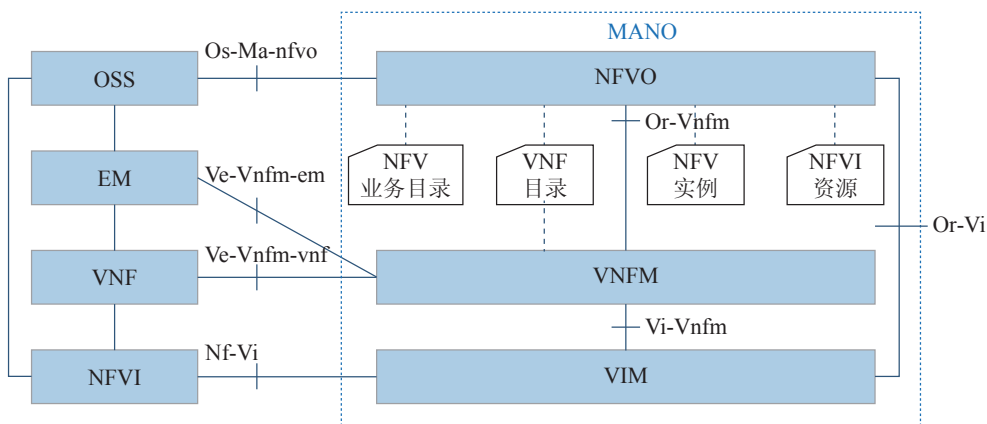 MANO
Os-Ma-nfvo
OSS
NFVO
Or-Vnfm
NFV
业务目录
VNF
目录
NFV
实例
NFVI
资源
EM
Ve-Vnfm-em
Or-Vi
Ve-Vnfm-vnf
VNF
VNFM
Vi-Vnfm
Nf-Vi
NFVI
VIM